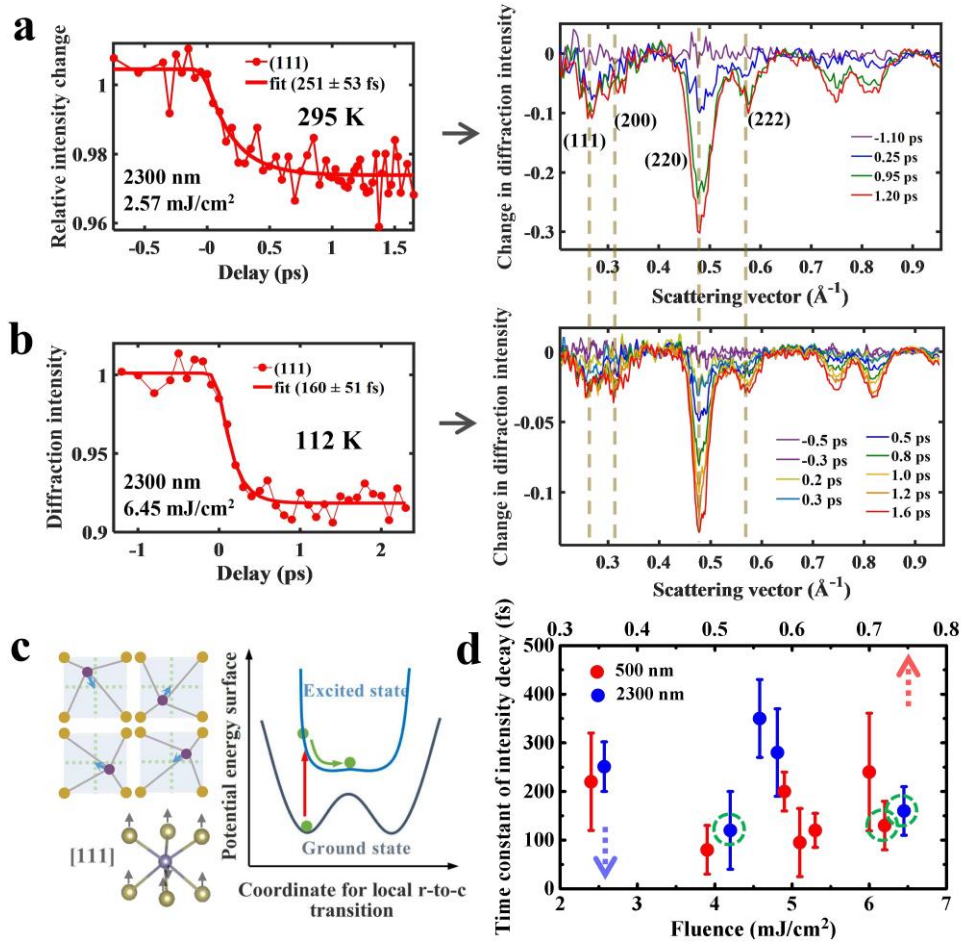 a
Relative intensity change
1
0.98
0.96
(111)
fit (251 ± 53 fs)
295 K
2300 nm
2.57 mJ/cm²
-0.5
-0
0.5
1
1.5
Delay (ps)
Change in diffraction intensity
0
-0.1
-0.2
-0.3
(111)
(200)
(220)
(222)
-1.10 ps
0.25 ps
0.95 ps
1.20 ps
0.3
0.4
0.5
0.6
0.7
0.8
0.9
Scattering vector (Å⁻¹)
b
Diffraction intensity
1
0.95
0.9
(111)
fit (160 ± 51 fs)
112 K
2300 nm
6.45 mJ/cm²
-1
0
1
2
Delay (ps)
Change in diffraction intensity
0
-0.05
-0.1
-0.5 ps
-0.3 ps
0.2 ps
0.3 ps
0.5 ps
0.8 ps
1.0 ps
1.2 ps
1.6 ps
0.3
0.4
0.5
0.6
0.7
0.8
0.9
Scattering vector (Å⁻¹)
c
[111]
Potential energy surface
Excited state
Ground state
Coordinate for local r-to-c
transition
d
0.3
0.4
0.5
0.6
0.7
0.8
Time constant of intensity decay (fs)
500
400
300
200
100
0
500 nm
2300 nm
2
3
4
5
6
7
Fluence (mJ/cm²)